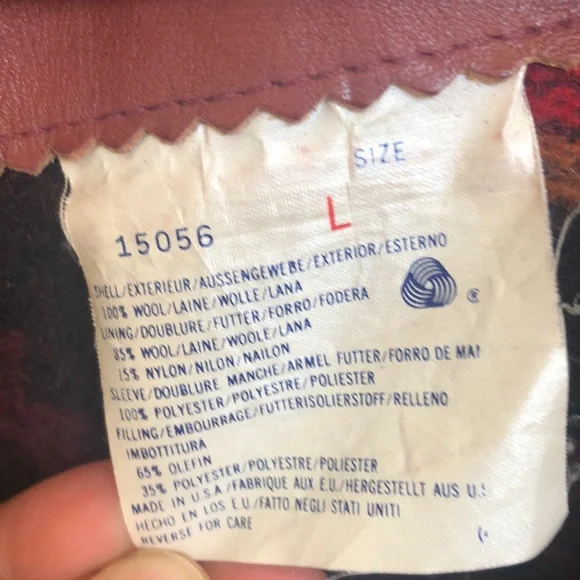 SIZE
L
15056
SHELL/EXTERIEUR/AUSSENGEWEBE/EXTERIOR/ESTERNO
100% WOOL/LAINE/WOLLE/LANA
LINING/DOUBLURE/FUTTER/FORRO/FODERA
85% WOOL/LAINE/WOOLE/LANA
15% NYLON/NILON/NAILON
SLEEVE/DOUBLURE MANCHE/ARMEL FUTTER/FORRO DE MAN
100% POLYESTER/POLYESTRE/POLIESTER
FILLING/EMBOURRAGE/FUTTERISOLIERSTOFF/RELLENO
IMBOTTITURA
65% OLEFIN
35% POLYESTER/POLYESTRE/POLIESTER
MADE IN U.S.A/FABRIQUE AUX E.U./HERGESTELLT AUS U.S
HECHO EN LOS E.U./FATTO NEGLI STATI UNITI
REVERSE FOR CARE
®